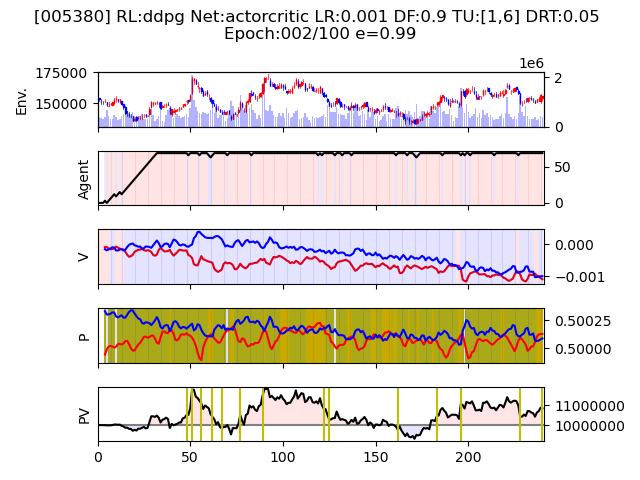 [005380] RL:ddpg Net:actorcritic LR:0.001 DF:0.9 TU:[1,6] DRT:0.05
Epoch:002/100 e=0.99
1e6
175000
150000
Env.
2
0
Agent
50
0
V
0.000
−0.001
P
0.50025
0.50000
PV
11000000
10000000
0
50
100
150
200